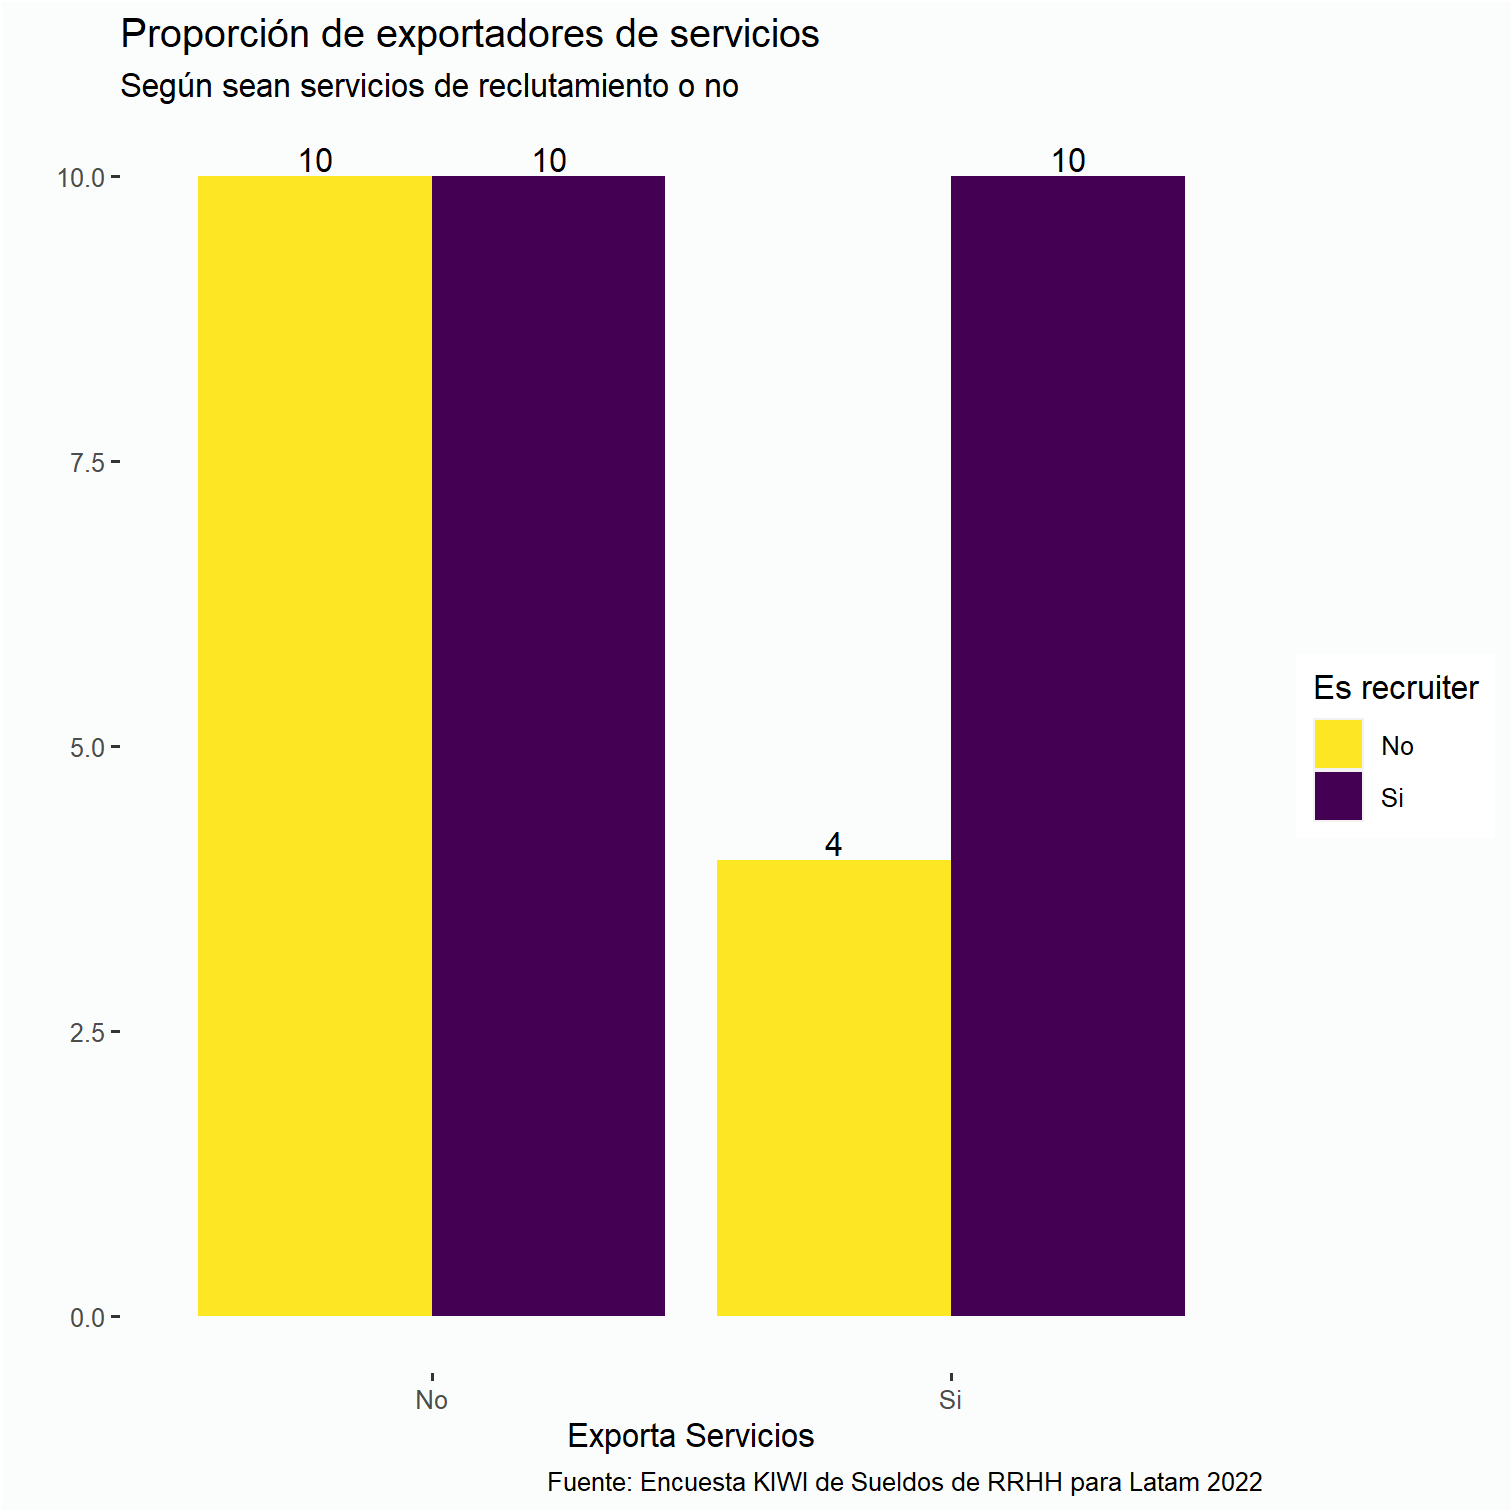 Proporción de exportadores de servicios
Según sean servicios de reclutamiento o no
10 10 10
10.0
7.5
5.0
4
2.5
0.0
Es recruiter
No
Si
No Si
Exporta Servicios
Fuente: Encuesta KIWI de Sueldos de RRHH para Latam 2022